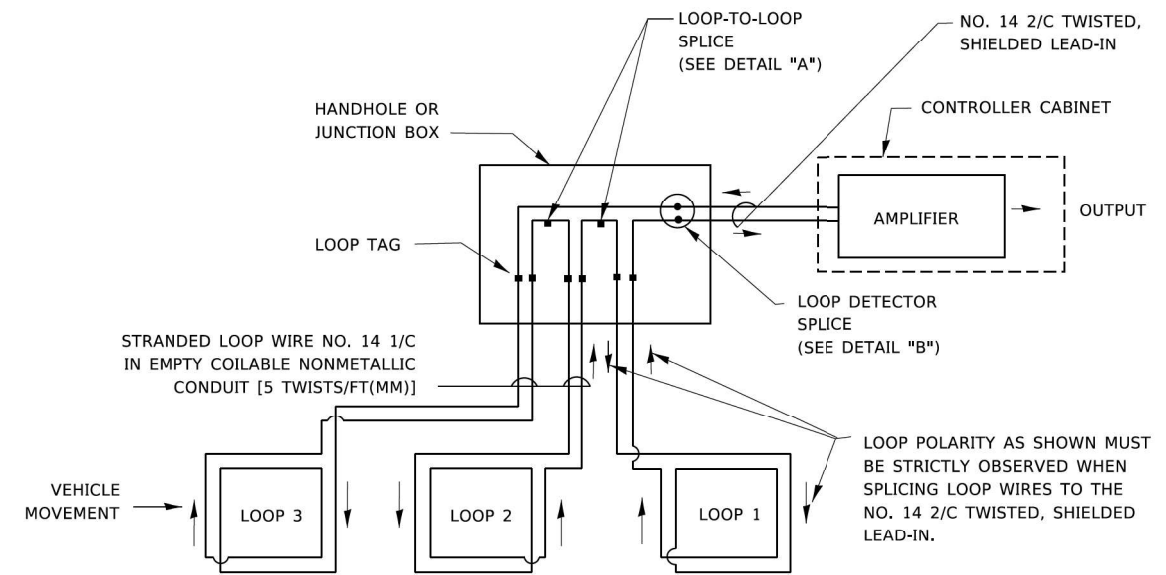 LOOP-TO-LOOP
SPLICE
(SEE DETAIL "A")
NO. 14 2/C TWISTED,
SHIELDED LEAD-IN
HANDHOLE OR
JUNCTION BOX
CONTROLLER CABINET
AMPLIFIER
OUTPUT
LOOP TAG
LOOP DETECTOR
SPLICE
(SEE DETAIL "B")
STRANDED LOOP WIRE NO. 14 1/C
IN EMPTY COILABLE NONMETALLIC
CONDUIT [5 TWISTS/FT(MM)]
LOOP POLARITY AS SHOWN MUST
BE STRICTLY OBSERVED WHEN
SPLICING LOOP WIRES TO THE
NO. 14 2/C TWISTED, SHIELDED
LEAD-IN.
VEHICLE
MOVEMENT
LOOP 3
LOOP 2
LOOP 1